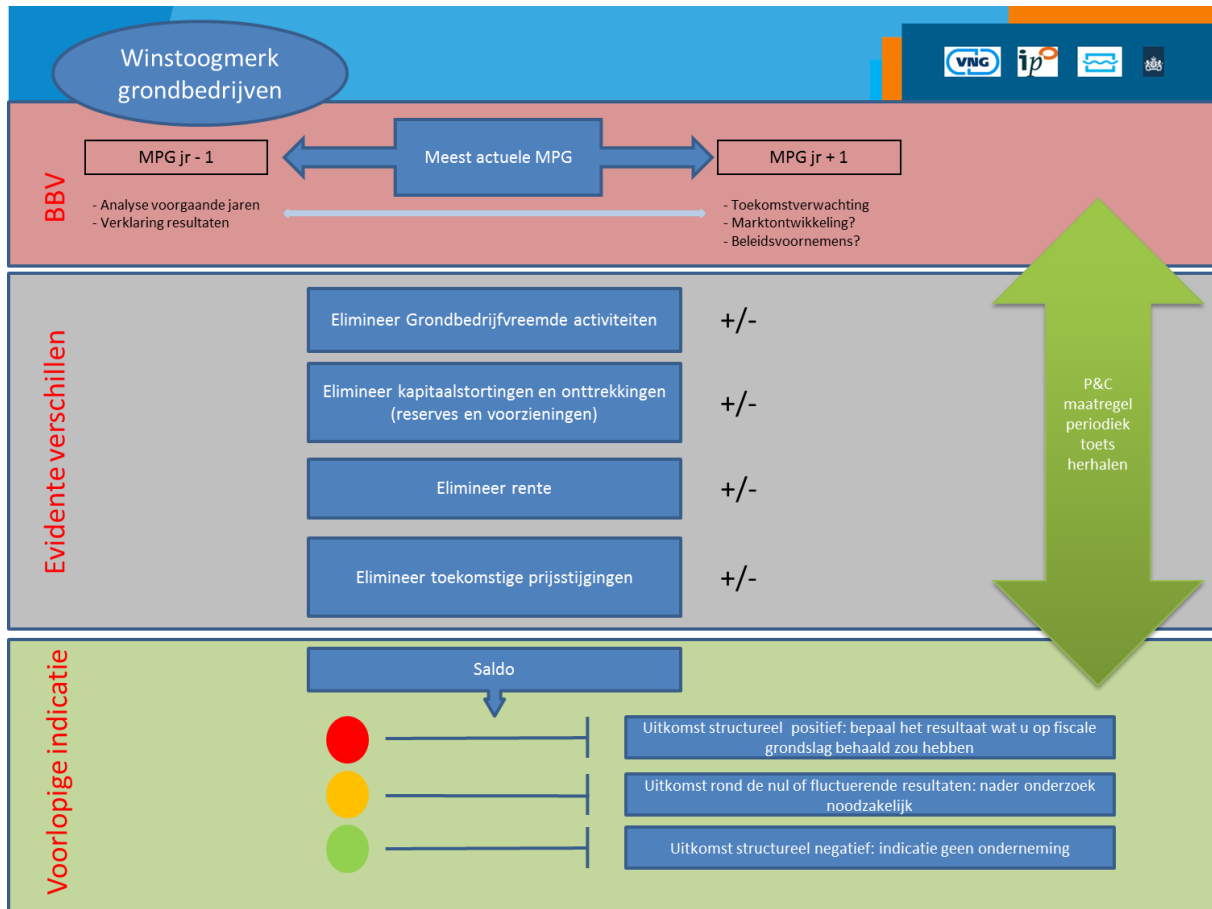 Winstoogmerk
grondbedrijven
VNG
ipo
BBV
MPG jr - 1
Meest actuele MPG
MPG jr + 1
- Analyse voorgaande jaren
- Verklaring resultaten
- Toekomstverwachting
- Marktontwikkeling?
- Beleidsvoornemens?
Evidente verschillen
Elimineer Grondbedrijfvreemde activiteiten
+/-
Elimineer kapitaalstortingen en onttrekkingen
(reserves en voorzieningen)
+/-
Elimineer rente
+/-
Elimineer toekomstige prijsstijgingen
+/-
P&C
maatregel
periodiek
toets
herhalen
Voorlopige indicatie
Saldo
Uitkomst structureel  positief: bepaal het resultaat wat u op fiscale
grondslag behaald zou hebben
Uitkomst rond de nul of fluctuerende resultaten: nader onderzoek
noodzakelijk
Uitkomst structureel negatief: indicatie geen onderneming